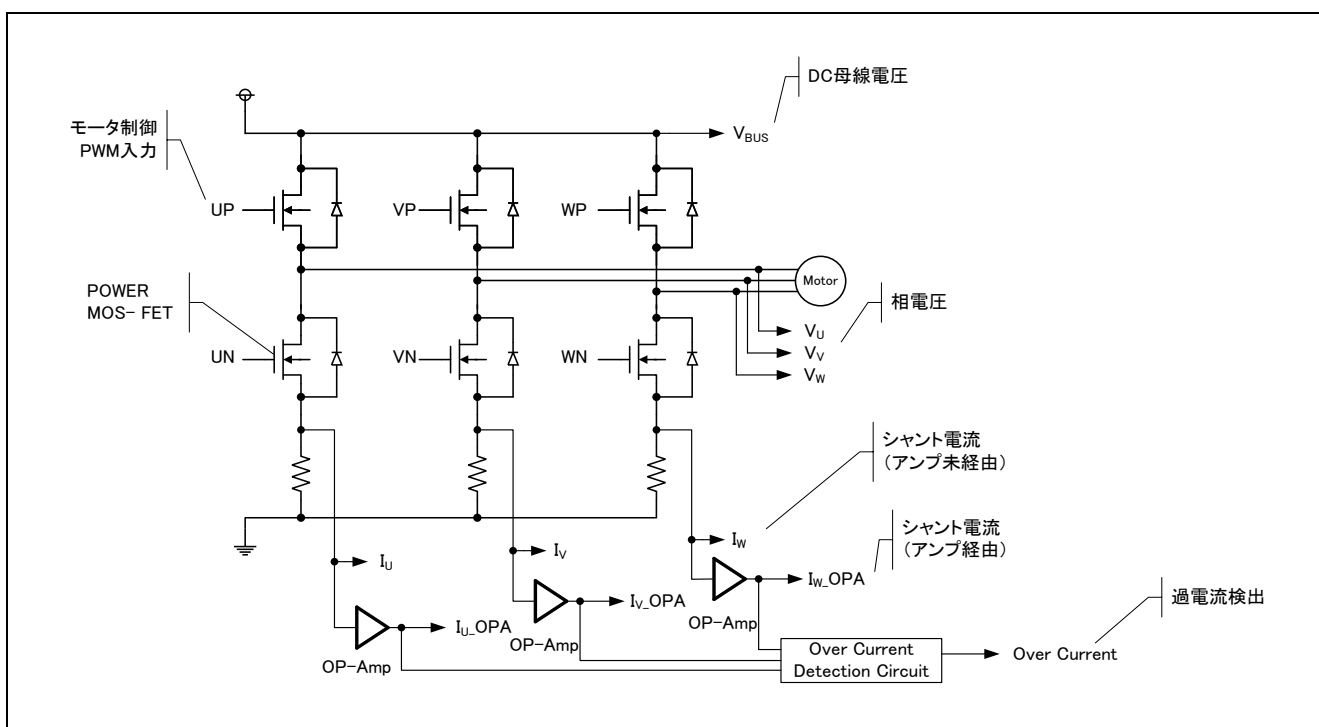 DC母線電圧
モータ制御
PWM入力
VBUS
UP
VP
WP
Motor
POWER
MOS- FET
相電圧
VU
VV
VW
UN
VN
WN
シャント電流
(アンプ未経由)
IW
シャント電流
(アンプ経由)
IU
IV
IW_OPA
IV_OPA
IU_OPA
OP-Amp
OP-Amp
OP-Amp
過電流検出
Over Current
Detection Circuit
Over Current